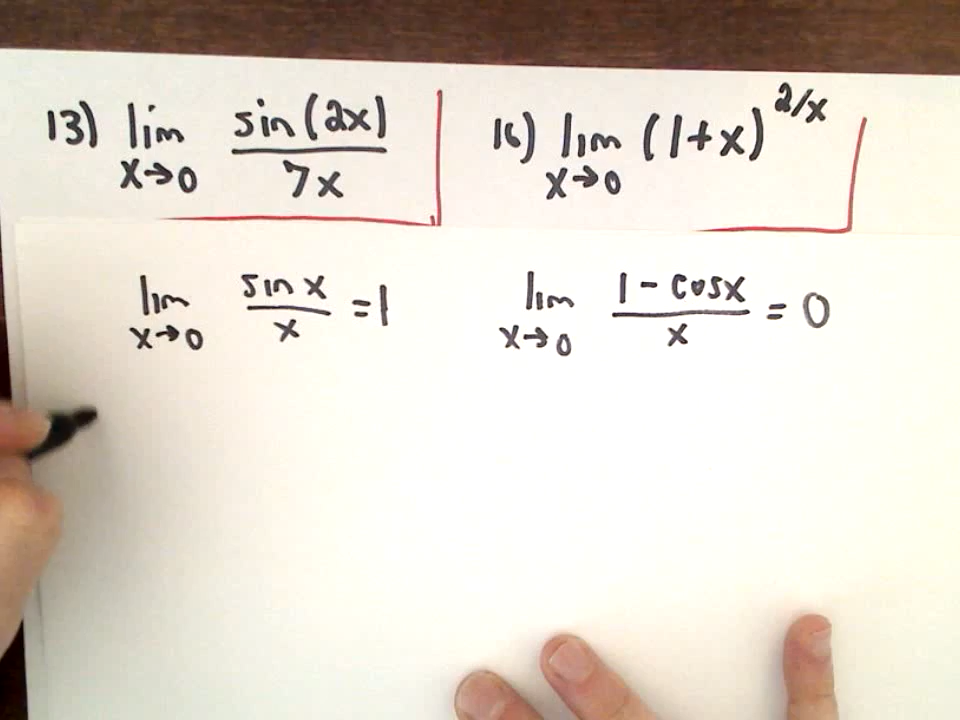 13) lim x→0 sin(2x)/7x
16) lim x→0 (1+x)^2/x
lim x→0 sin x/x = 1
lim x→0 1 - cosx/x = 0